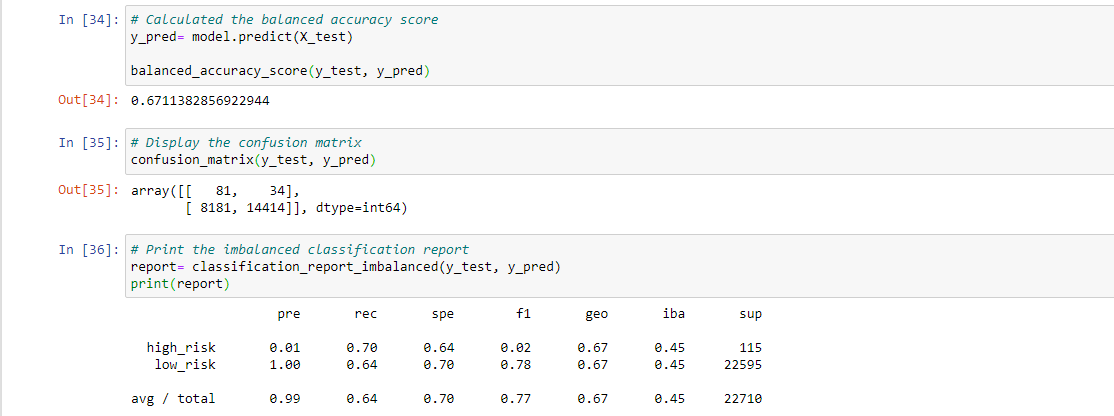 In [34]: # Calculated the balanced accuracy score
y_pred= model.predict(X_test)
balanced_accuracy_score(y_test, y_pred)
Out[34]: 0.6711382856922944
In [35]: # Display the confusion matrix
confusion_matrix(y_test, y_pred)
Out[35]: array([[   81,    34],
       [ 8181, 14414]], dtype=int64)
In [36]: # Print the imbalanced classification report
report= classification_report_imbalanced(y_test, y_pred)
print(report)
pre rec spe f1 geo iba sup
high_risk 0.01 0.70 0.64 0.02 0.67 0.45 115
low_risk 1.00 0.64 0.70 0.78 0.67 0.45 22595
avg / total 0.99 0.64 0.70 0.77 0.67 0.45 22710